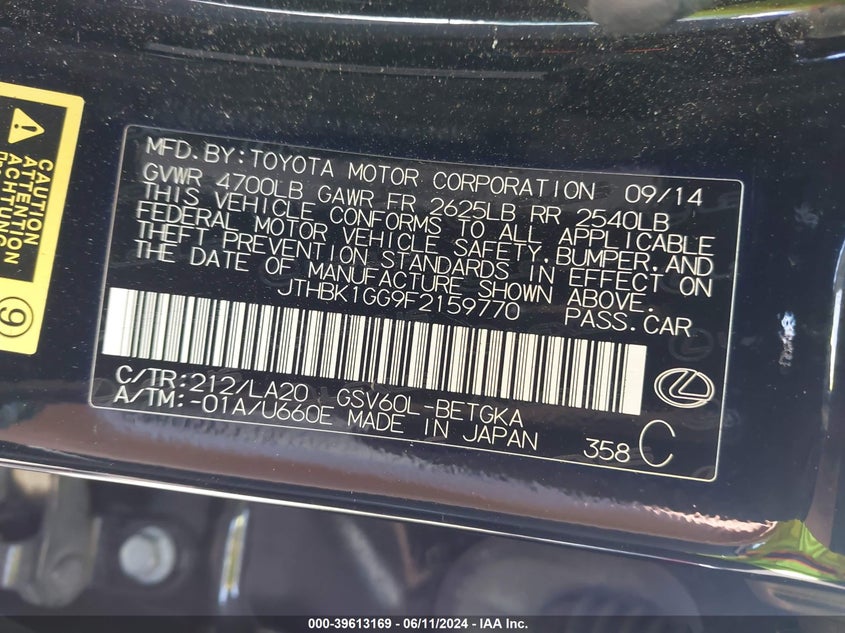 CAUTION
ATTENTION
ACHTUNG
9
MFD.BY:TOYOTA MOTOR CORPORATION 09/14
GVWR 4700LB GAWR FR 2625LB RR 2540LB
THIS VEHICLE CONFORMS TO ALL APPLICABLE
FEDERAL MOTOR VEHICLE SAFETY,BUMPER,AND
THEFT PREVENTION STANDARDS IN EFFECT ON
THE DATE OF MANUFACTURE SHOWN ABOVE.
JTHBK1GG9F2159770 PASS.CAR
C/TR:212/LA20 GSV60L-BETGKA
A/TM:-01A/U660E MADE IN JAPAN 358 C
000-39613169 - 06/11/2024 - IAA Inc.